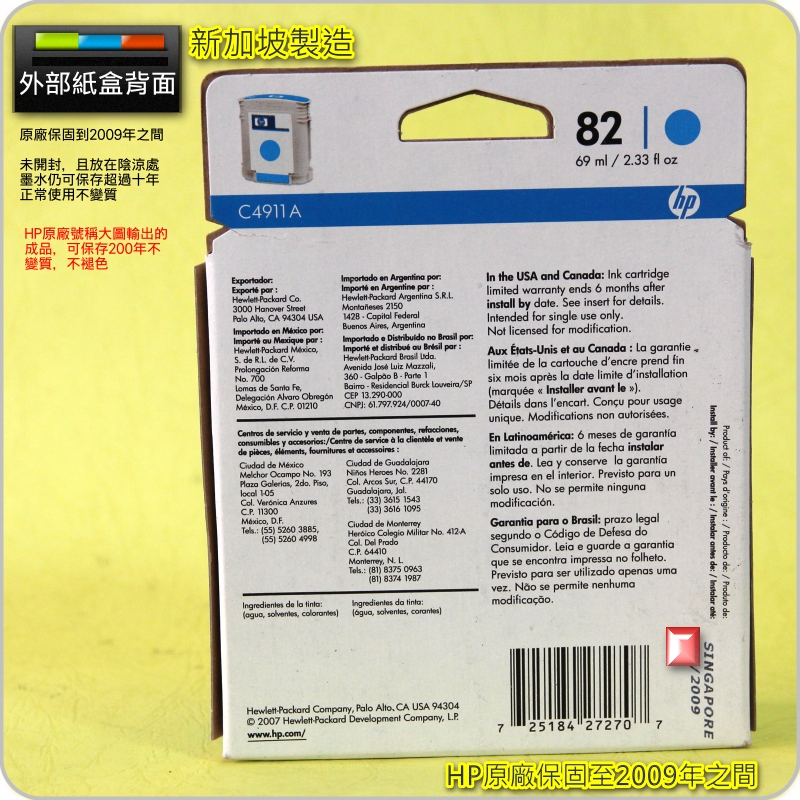 新加坡製造
外部紙盒背面
原廠保固到2009年之間
未開封，且放在陰涼處
墨水仍可保存超過十年
正常使用不變質
HP原廠號稱大圖輸出的
成品，可保存200年不
變質，不褪色
82
69 ml / 2.33 fl oz
C4911A
hp
Exportador:
Exporté par :
Hewlett-Packard Co.
3000 Hanover Street
Palo Alto, CA 94304 USA
Importado en México por:
Importé au Mexique par :
Hewlett-Packard México,
S. de R.L. de C.V.
Prolongación Reforma
No. 700
Lomas de Santa Fe,
Delegación Alvaro Obregón
México, D.F. C.P. 01210
Importado en Argentina por:
Importé en Argentine par :
Hewlett-Packard Argentina S.R.L.
Montañeses 2150
1428 - Capital Federal
Buenos Aires, Argentina
Importado e Distribuído no Brasil por:
Importé et distribué au Brésil par :
Hewlett-Packard Brasil Ltda.
Avenida José Luiz Mazzali,
360 - Galpão B - Parte 1
Bairro - Residencial Burck Louveira/SP
CEP 13.290-000
CNPJ: 61.797.924/0007-40
Centros de servicio y venta de partes, componentes, refacciones,
consumibles y accesorios:/Centre de service à la clientèle et vente
de pièces, éléments, fournitures et accessoires :
Ciudad de México
Melchor Ocampo No. 193
Plaza Galerias, 2do. Piso,
local 1-05
Col. Verónica Anzures
C.P. 11300
México, D.F.
Tels.: (55) 5260 3885,
(55) 5260 4998
Ciudad de Guadalajara
Niños Heroes No. 2281
Col. Arcos Sur, C.P. 44170
Guadalajara, Jal.
Tels.: (33) 3615 1543
(33) 3616 1095
Ciudad de Monterrey
Heróico Colegio Militar No. 412-A
Col. Del Prado
C.P. 64410
Monterrey, N. L.
Tels.: (81) 8375 0963
(81) 8374 1987
Ingredientes de la tinta:
(agua, solventes, colorantes)
Ingredientes da tinta:
(água, solventes, corantes)
In the USA and Canada: Ink cartridge
limited warranty ends 6 months after
install by date. See insert for details.
Intended for single use only.
Not licensed for modification.
Aux États-Unis et au Canada : La garantie
limitée de la cartouche d'encre prend fin
six mois après la date limite d'installation
(marquée « Installer avant le »).
Détails dans l'encart. Conçu pour usage
unique. Modifications non autorisées.
En Latinoamérica: 6 meses de garantía
limitada a partir de la fecha instalar
antes de. Lea y conserve la garantía
impresa en el interior. Previsto para un
solo uso. No se permite ninguna
modificación.
Garantia para o Brasil: prazo legal
segundo o Código de Defesa do
Consumidor. Leia e guarde a garantia
que se encontra impressa no folheto.
Previsto para ser utilizado apenas uma
vez. Não se permite nenhuma
modificação.
Product of: / Pays d'origine : / Producto de: / Produto de:
Install by: / Installer avant le : / Instalar antes de: / Instalar até:
SINGAPORE
/2009
Hewlett-Packard Company, Palo Alto, CA USA 94304
© 2007 Hewlett-Packard Development Company, L.P.
www.hp.com/
7 25184 27270 7
HP原廠保固至2009年之間